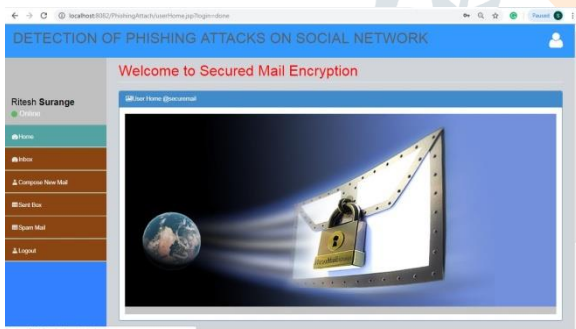 localhost:8082/PhishingAttach/userHome.jsp?login=done
Paused
DETECTION OF PHISHING ATTACKS ON SOCIAL NETWORK
Welcome to Secured Mail Encryption
Ritesh Surange
Online
User Home @securemail
Home
Inbox
Compose New Mail
Sent Box
Spam Mail
Logout